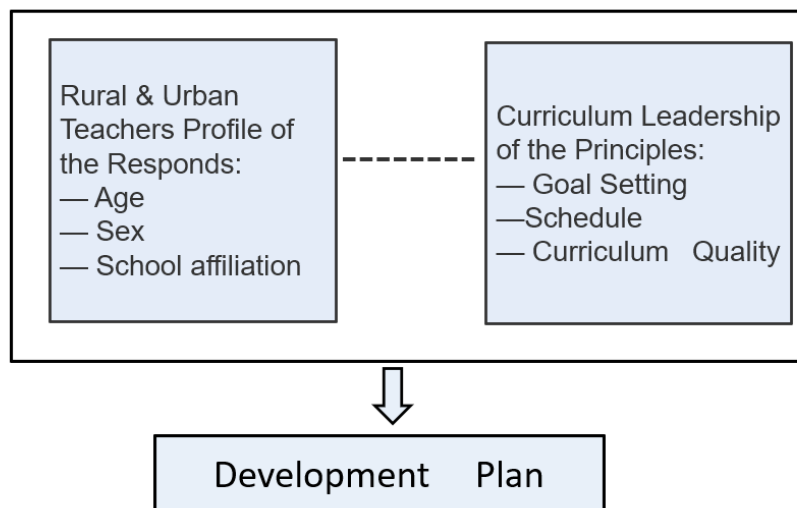 Rural & Urban
Teachers Profile of
the Responds:
— Age
— Sex
— School affiliation
Curriculum Leadership
of the Principles:
— Goal Setting
—Schedule
— Curriculum Quality
Development Plan